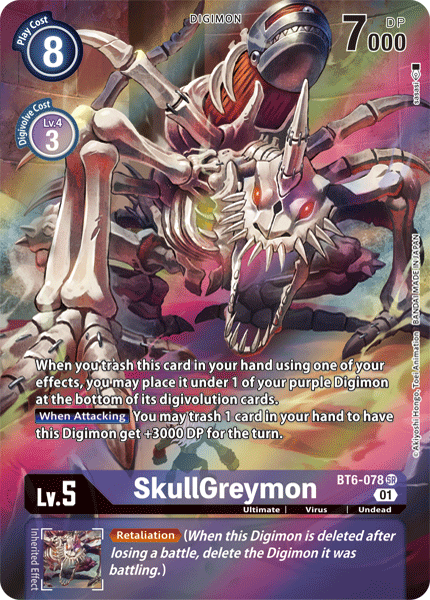 Play Cost
8
DIGIMON
7000
DP
Digivolve Cost
Lv.4
3
©Akiyoshi Hongo, Toei Animation BANDAI MADE IN JAPAN
When you trash this card in your hand using one of your
effects, you may place it under 1 of your purple Digimon
at the bottom of its digivolution cards.
When Attacking You may trash 1 card in your hand to have
this Digimon get +3000 DP for the turn.
Lv.5
SkullGreymon
BT6-078 SR
01
Ultimate | Virus | Undead
Inherited Effect
Retaliation (When this Digimon is deleted after
losing a battle, delete the Digimon it was
battling.)